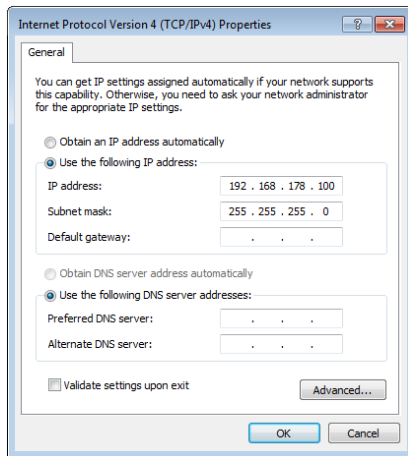 Internet Protocol Version 4 (TCP/IPv4) Properties
General
You can get IP settings assigned automatically if your network supports
this capability. Otherwise, you need to ask your network administrator
for the appropriate IP settings.
Obtain an IP address automatically
Use the following IP address:
IP address: 192 . 168 . 178 . 100
Subnet mask: 255 . 255 . 255 . 0
Default gateway: . . .
Obtain DNS server address automatically
Use the following DNS server addresses:
Preferred DNS server: . . .
Alternate DNS server: . . .
Validate settings upon exit
Advanced...
OK Cancel